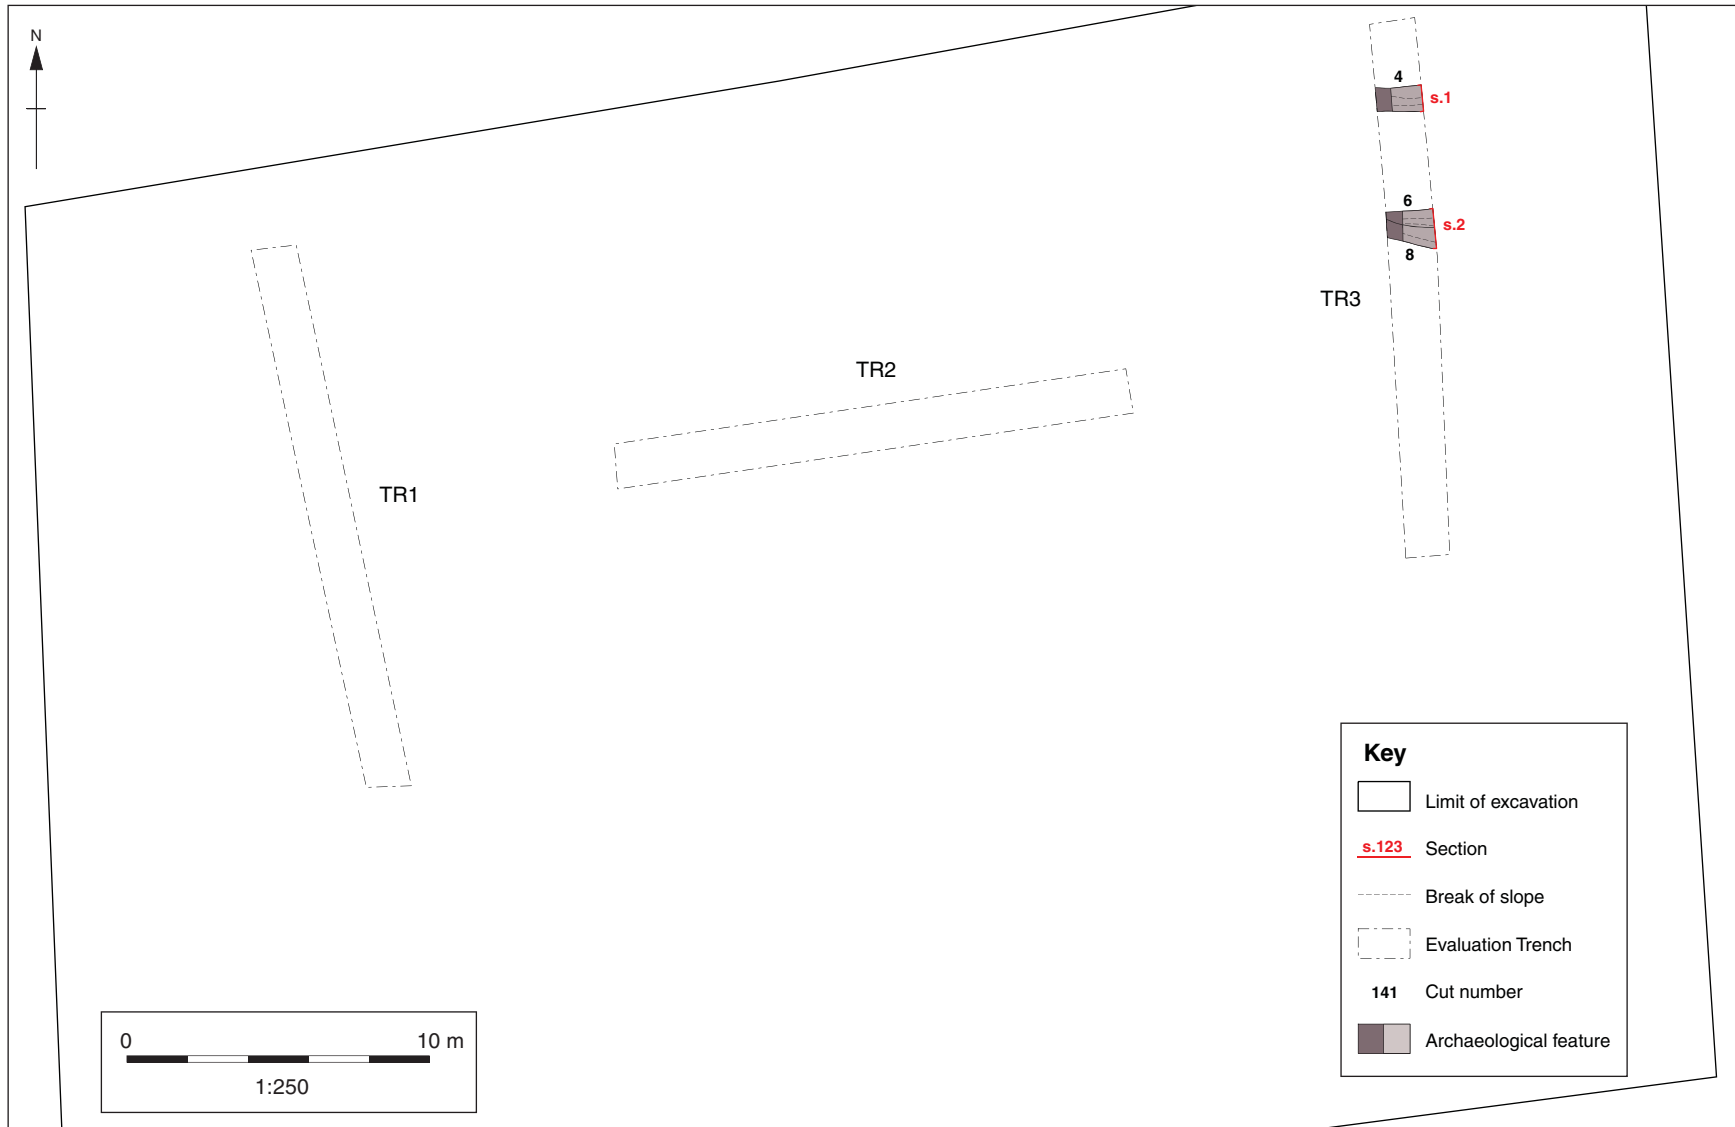 N
4
s.1
6
s.2
8
TR3
TR2
TR1
Key
Limit of excavation
s.123 Section
Break of slope
Evaluation Trench
141 Cut number
Archaeological feature
0 10 m
1:250